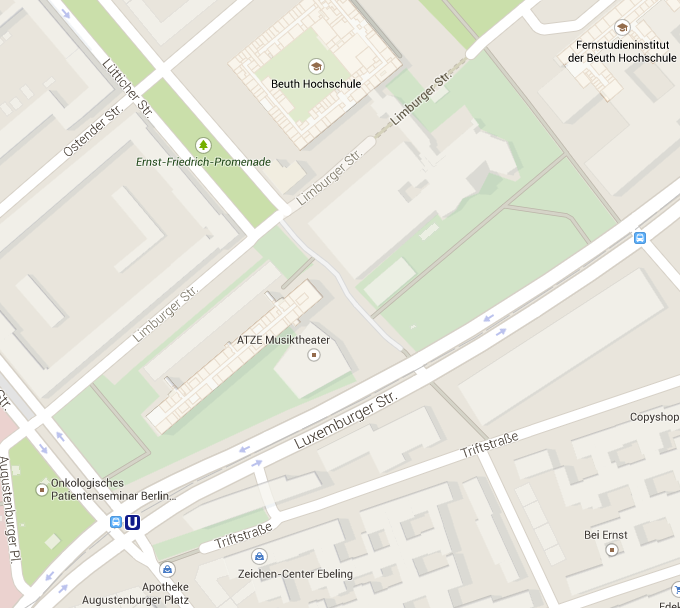 Lütticher Str.
Fernstudieninstitut
der Beuth Hochschule
Beuth Hochschule
Limburger Str.
Ostender Str.
Ernst-Friedrich-Promenade
Limburger Str.
Limburger Str.
ATZE Musiktheater
Str.
Luxemburger Str.
Copyshop
Triftstraße
Augustenburger Pl.
Onkologisches
Patientenseminar Berlin...
U
Triftstraße
Bei Ernst
Zeichen-Center Ebeling
Apotheke
Augustenburger Platz
Edel